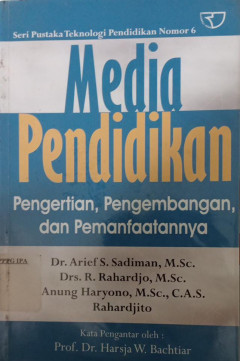 Seri Pustaka Teknologi Pendidikan Nomor 6
Media
Pendidikan
Pengertian, Pengembangan,
dan Pemanfaatannya
Dr. Arief S. Sadiman, M.Sc.
Drs. R. Rahardjo, M.Sc.
Anung Haryono, M.Sc., C.A.S.
Rahardjito
Kata Pengantar oleh :
Prof. Dr. Harsja W. Bachtiar